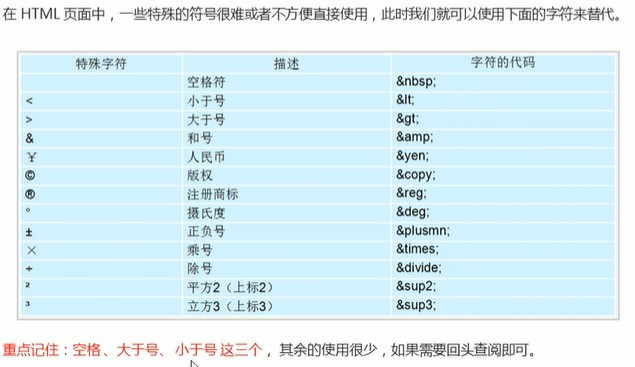 在 HTML 页面中，一些特殊的符号很难或者不方便直接使用，此时我们就可以使用下面的字符来替代。
特殊字符 描述 字符的代码
空格符 &nbsp;
< 小于号 &lt;
> 大于号 &gt;
& 和号 &amp;
¥ 人民币 &yen;
© 版权 &copy;
® 注册商标 &reg;
° 摄氏度 &deg;
± 正负号 &plusmn;
× 乘号 &times;
÷ 除号 &divide;
² 平方2（上标2） &sup2;
³ 立方3（上标3） &sup3;
重点记住：空格、大于号、小于号 这三个，其余的使用很少，如果需要回头查阅即可。